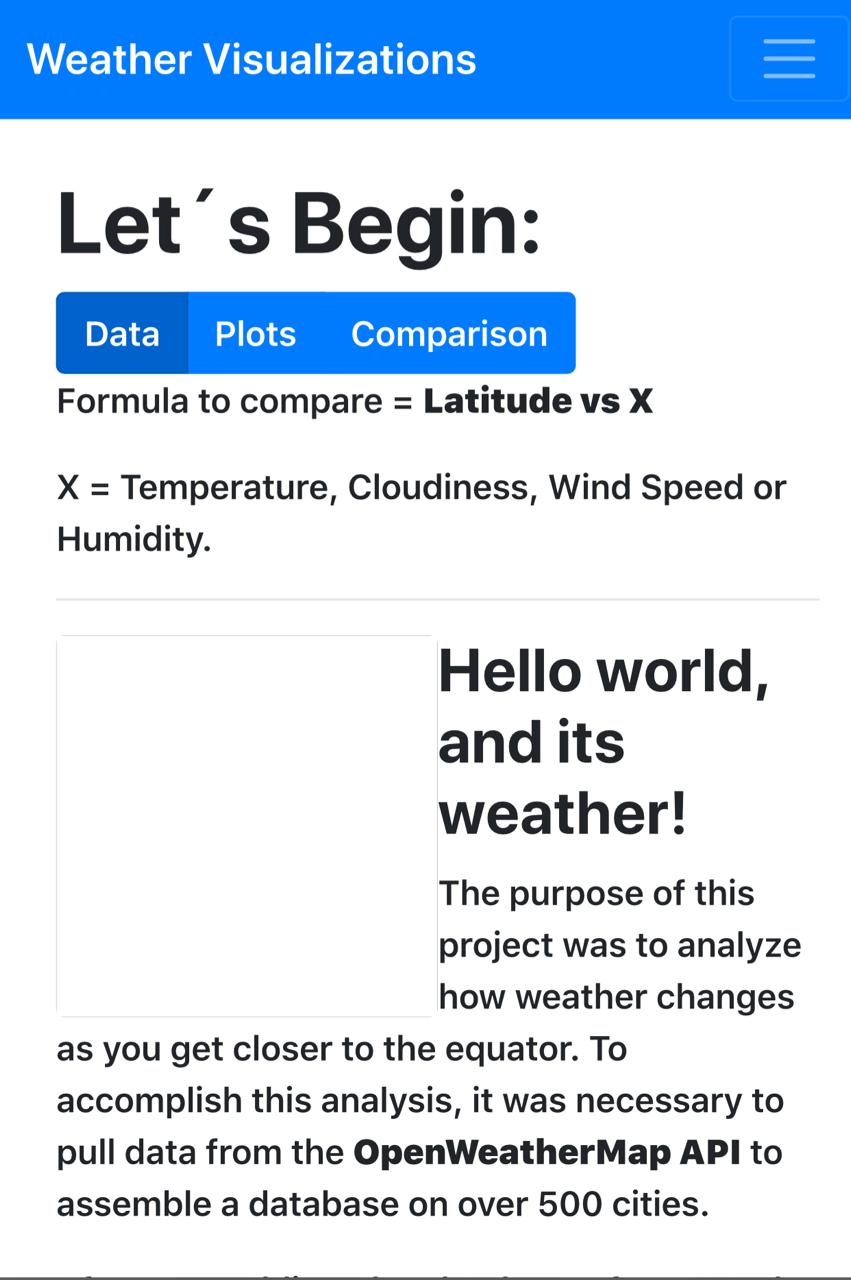 Weather Visualizations
Let´s Begin:
Data Plots Comparison
Formula to compare = Latitude vs X
X = Temperature, Cloudiness, Wind Speed or
Humidity.
Hello world,
and its
weather!
The purpose of this
project was to analyze
how weather changes
as you get closer to the equator. To
accomplish this analysis, it was necessary to
pull data from the OpenWeatherMap API to
assemble a database on over 500 cities.